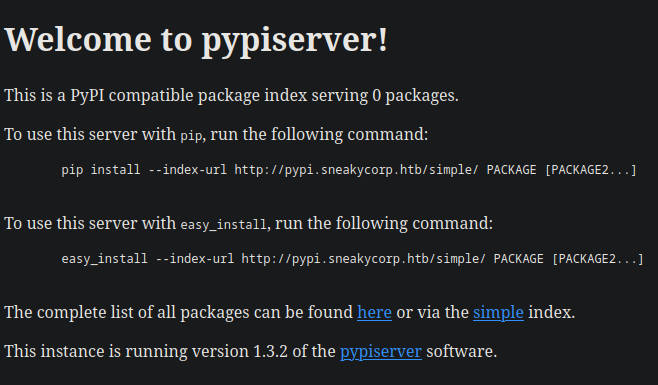 Welcome to pypiserver!
This is a PyPI compatible package index serving 0 packages.
To use this server with pip, run the following command:
pip install --index-url http://pypi.sneakycorp.htb/simple/ PACKAGE [PACKAGE2...]
To use this server with easy_install, run the following command:
easy_install --index-url http://pypi.sneakycorp.htb/simple/ PACKAGE [PACKAGE2...]
The complete list of all packages can be found here or via the simple index.
This instance is running version 1.3.2 of the pypiserver software.